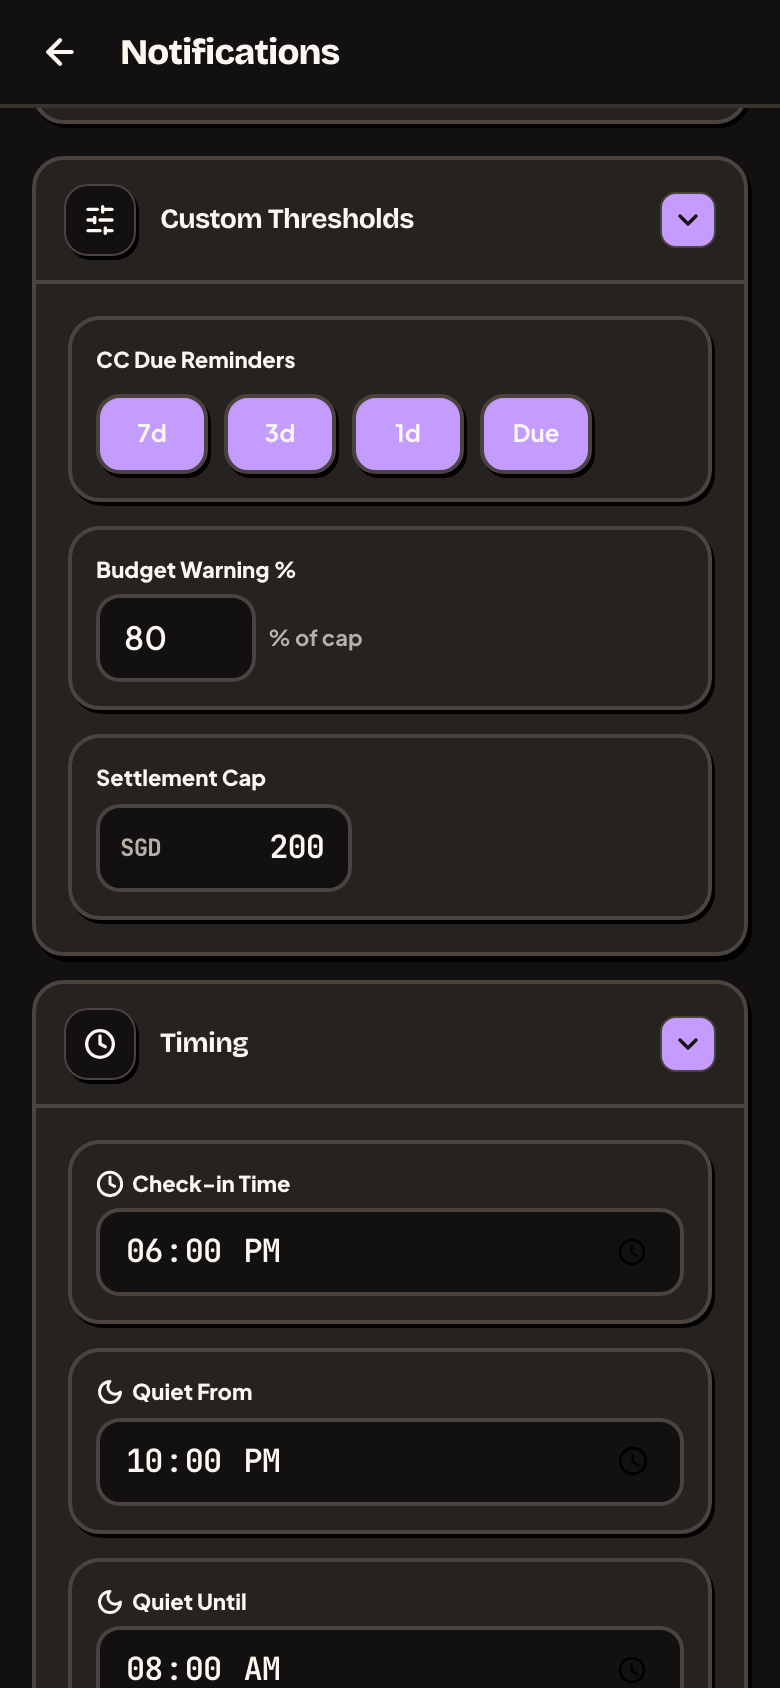 Notifications
Custom Thresholds
CC Due Reminders
7d 3d 1d Due
Budget Warning %
80 % of cap
Settlement Cap
SGD 200
Timing
Check-in Time
06:00 PM
Quiet From
10:00 PM
Quiet Until
08:00 AM